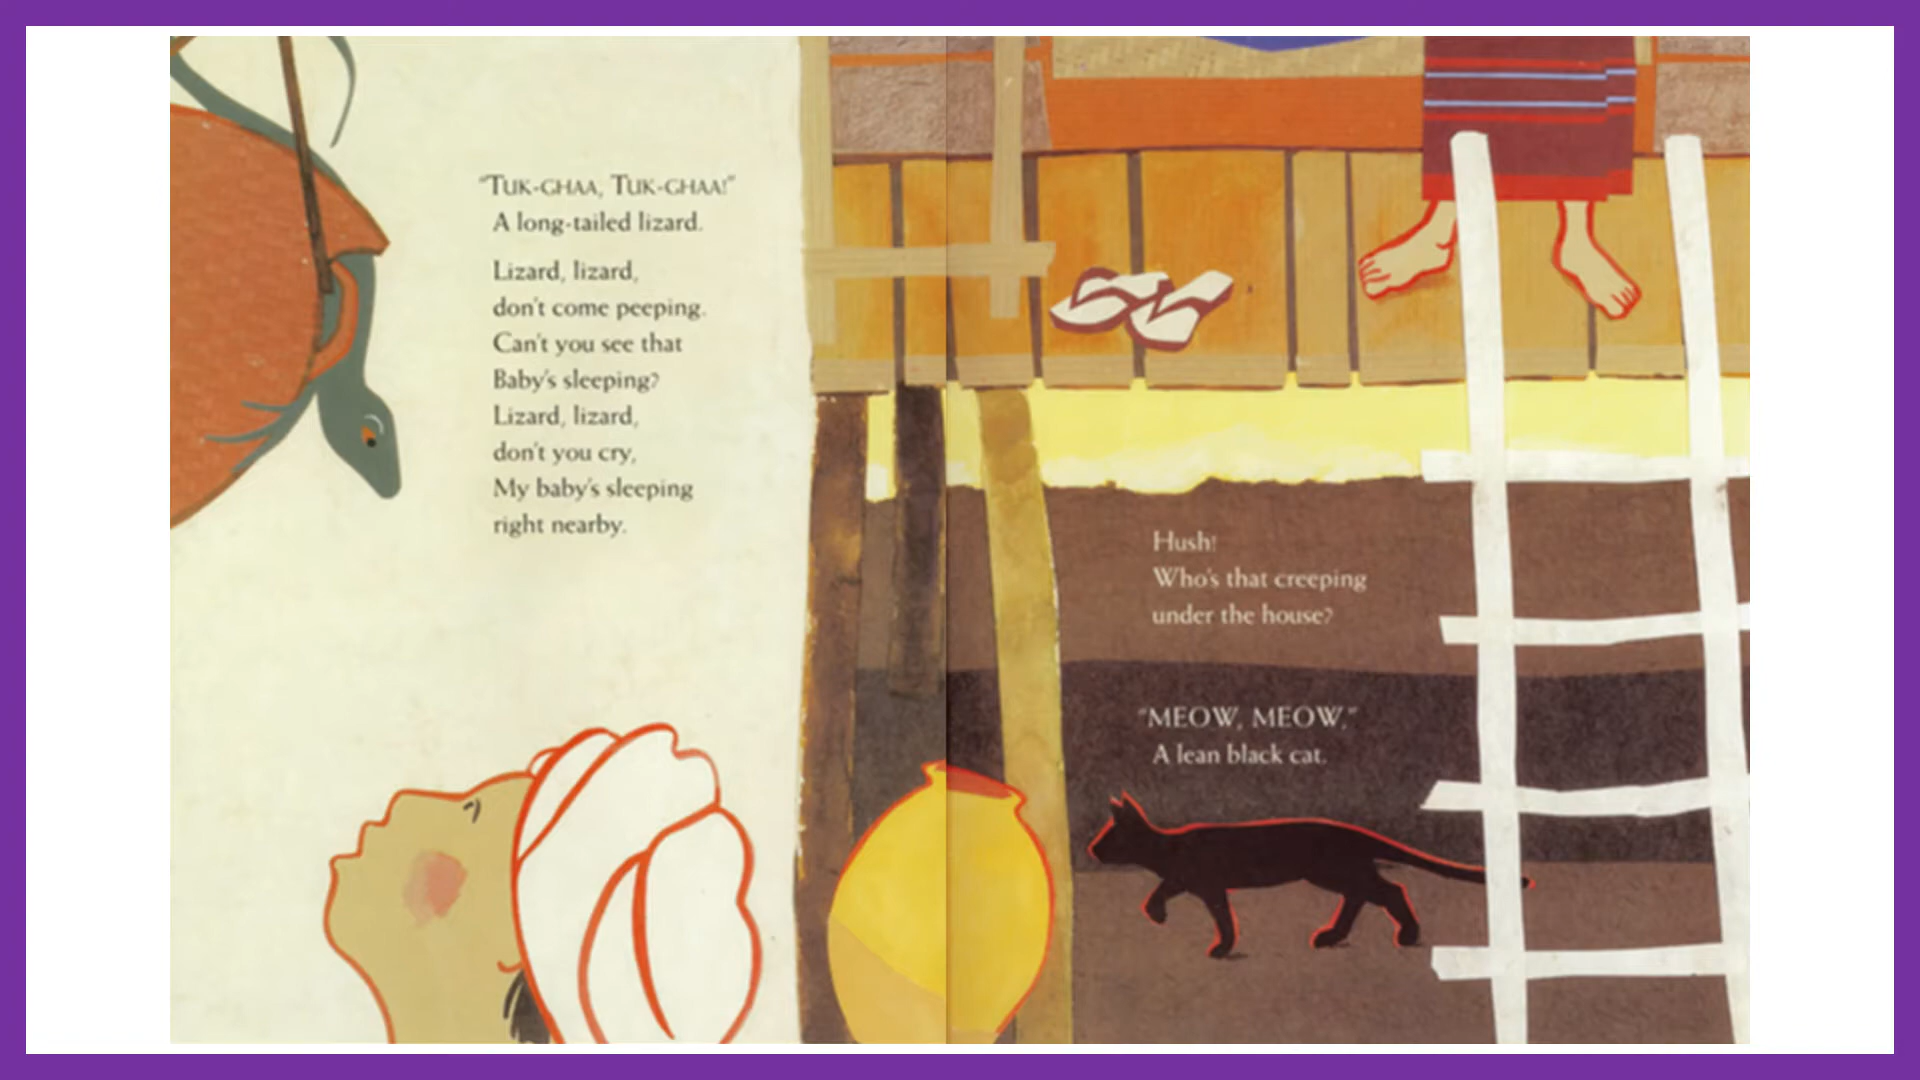 “TUK-GHAA, TUK-GHAA!”
A long-tailed lizard.
Lizard, lizard,
don't come peeping.
Can't you see that
Baby's sleeping?
Lizard, lizard,
don't you cry,
My baby's sleeping
right nearby.
Hush!
Who's that creeping
under the house?
“MEOW, MEOW,”
A lean black cat.